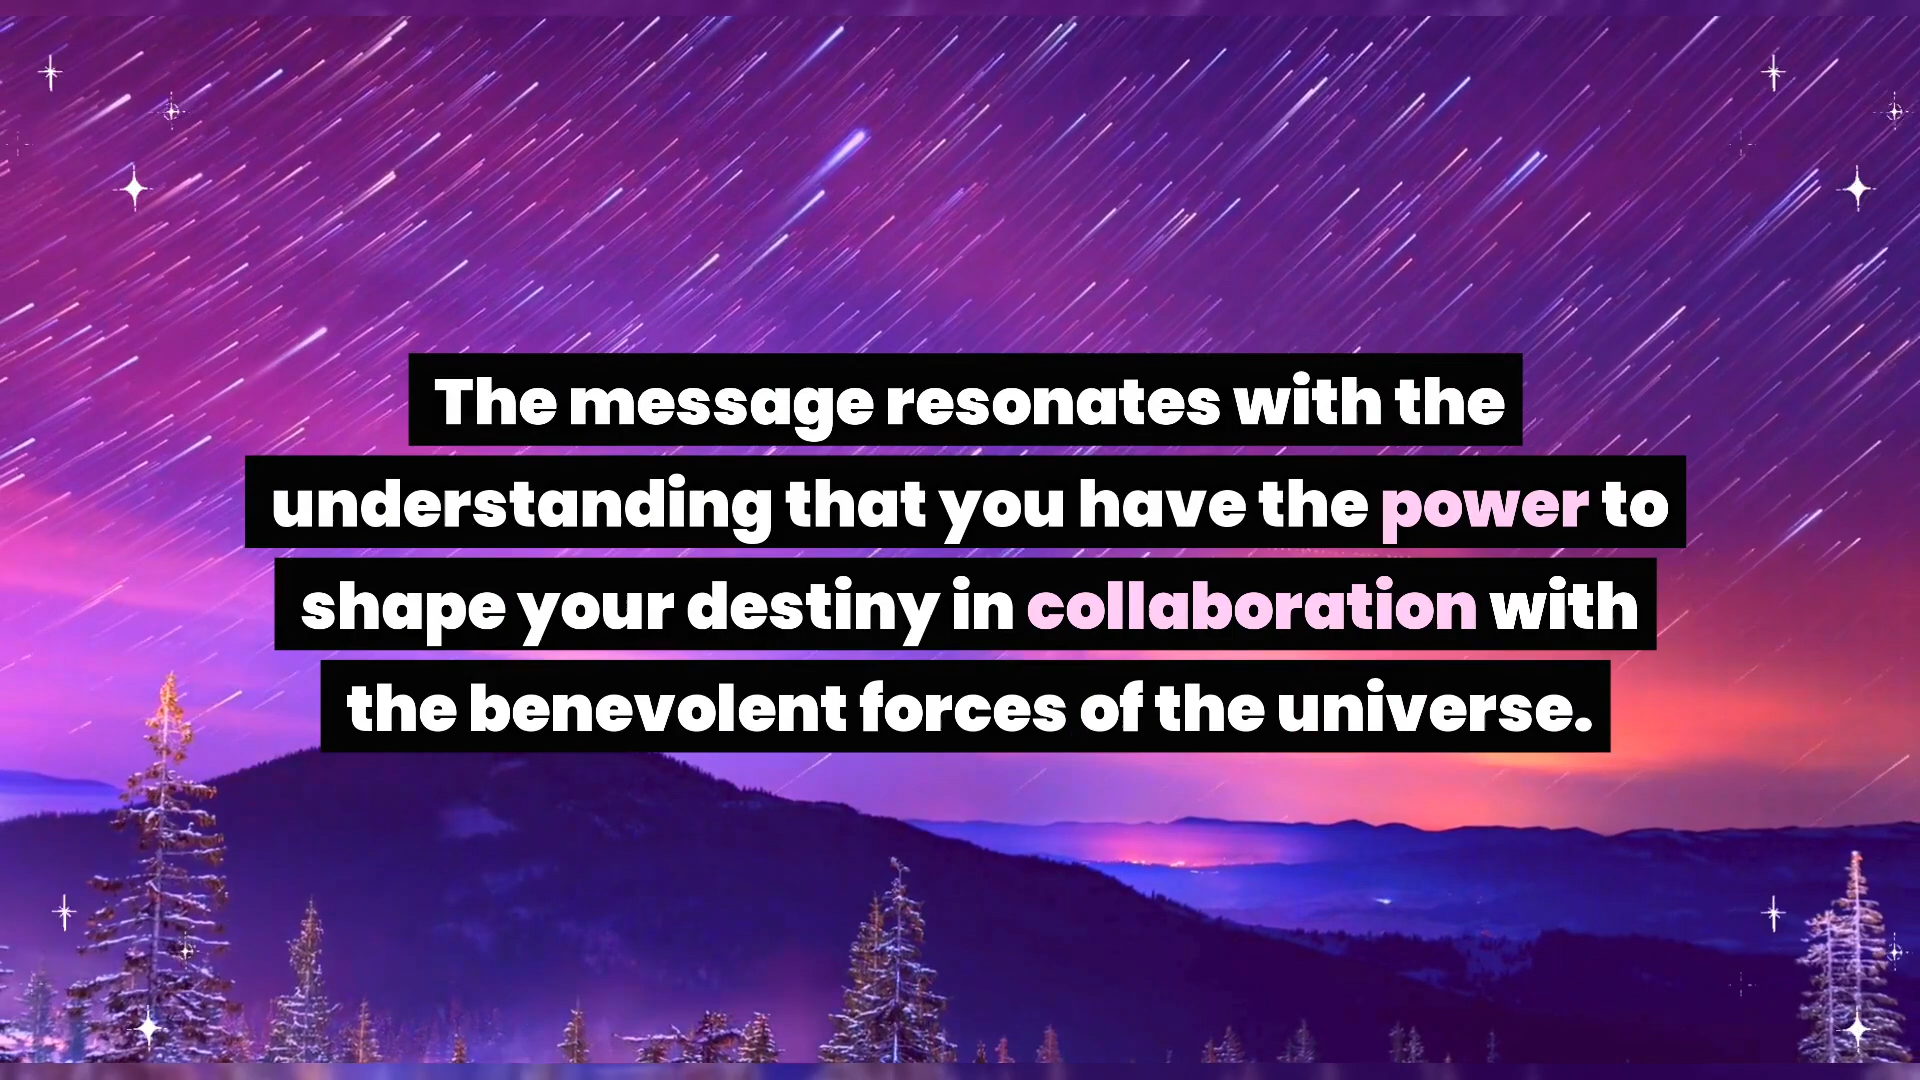 The message resonates with the
understanding that you have the power to
shape your destiny in collaboration with
the benevolent forces of the universe.